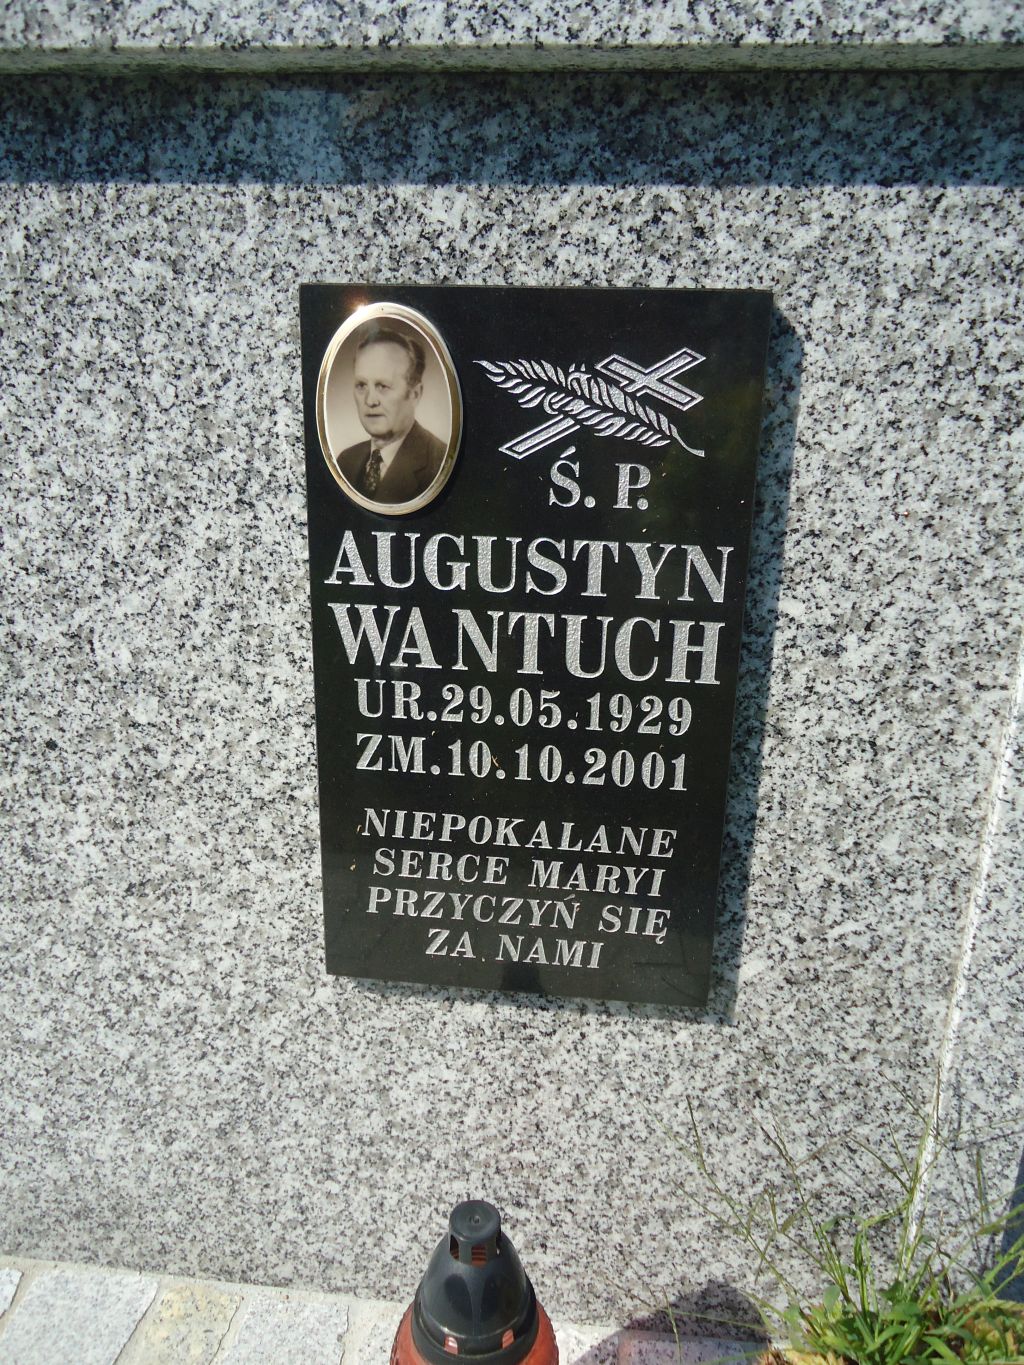 Ś. P.
AUGUSTYN
WANTUCH
UR.29.05.1929
ZM.10.10.2001
NIEPOKALANE
SERCE MARYI
PRZYCZYŃ SIĘ
ZA NAMI